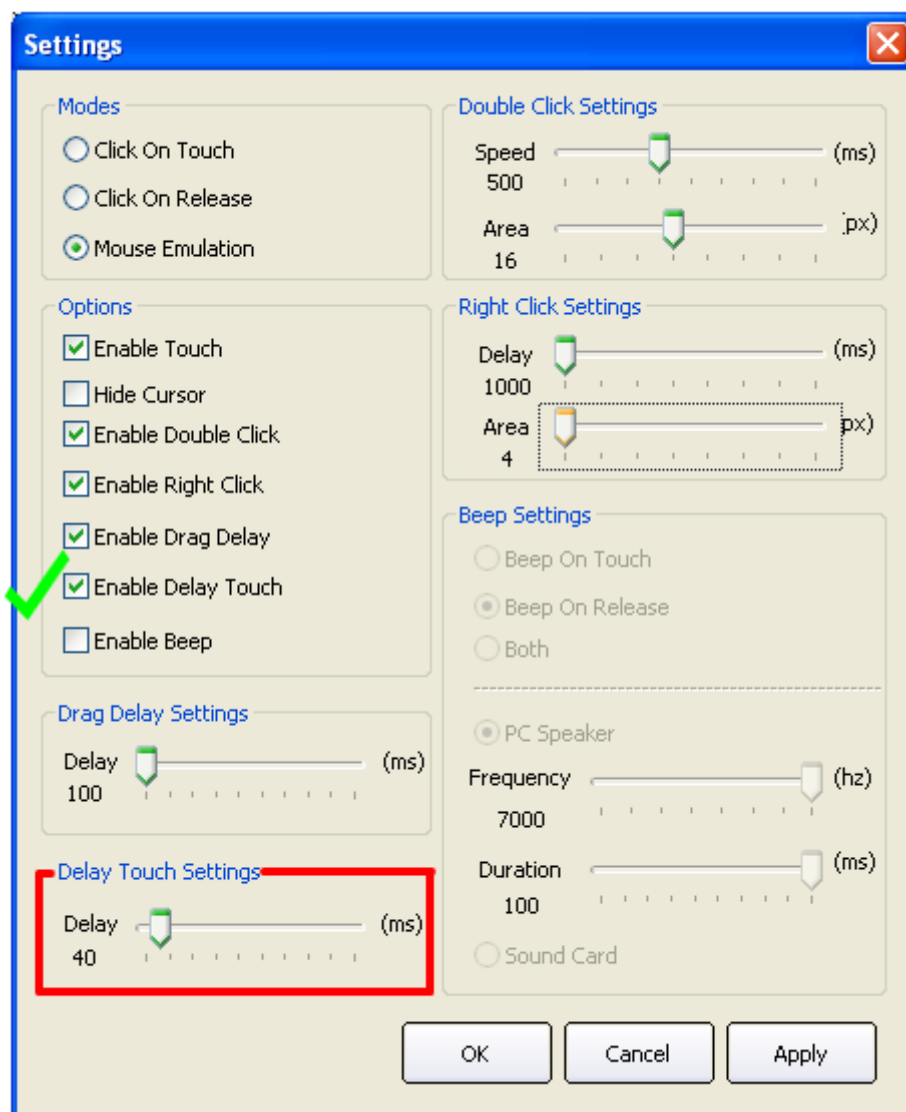 Settings
Modes
Click On Touch
Click On Release
Mouse Emulation
Options
Enable Touch
Hide Cursor
Enable Double Click
Enable Right Click
Enable Drag Delay
Enable Delay Touch
Enable Beep
Drag Delay Settings
Delay (ms)
100
Delay Touch Settings
Delay (ms)
40
Double Click Settings
Speed (ms)
500
Area px)
16
Right Click Settings
Delay (ms)
1000
Area px)
4
Beep Settings
Beep On Touch
Beep On Release
Both
PC Speaker
Frequency (hz)
7000
Duration (ms)
100
Sound Card
OK Cancel Apply